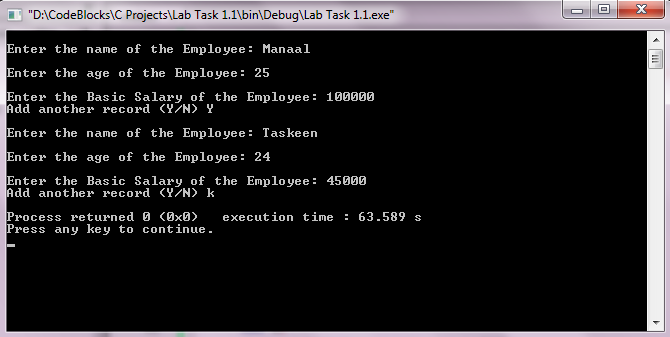 "D:\CodeBlocks\C Projects\Lab Task 1.1\bin\Debug\Lab Task 1.1.exe"
Enter the name of the Employee: Manaal
Enter the age of the Employee: 25
Enter the Basic Salary of the Employee: 100000
Add another record (Y/N) Y
Enter the name of the Employee: Taskeen
Enter the age of the Employee: 24
Enter the Basic Salary of the Employee: 45000
Add another record (Y/N) k
Process returned 0 (0x0)   execution time : 63.589 s
Press any key to continue.